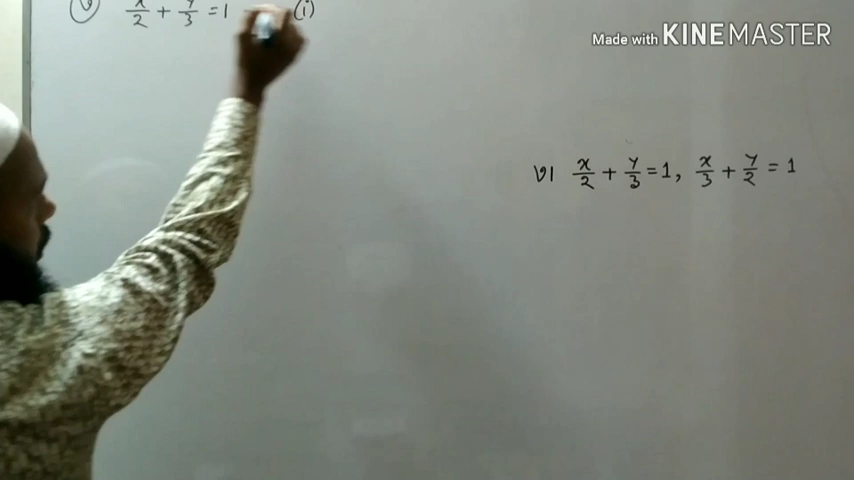 (v) x/2 + y/3 = 1 (i)
Made with KINEMASTER
VI x/2 + y/3 = 1, x/3 + y/2 = 1